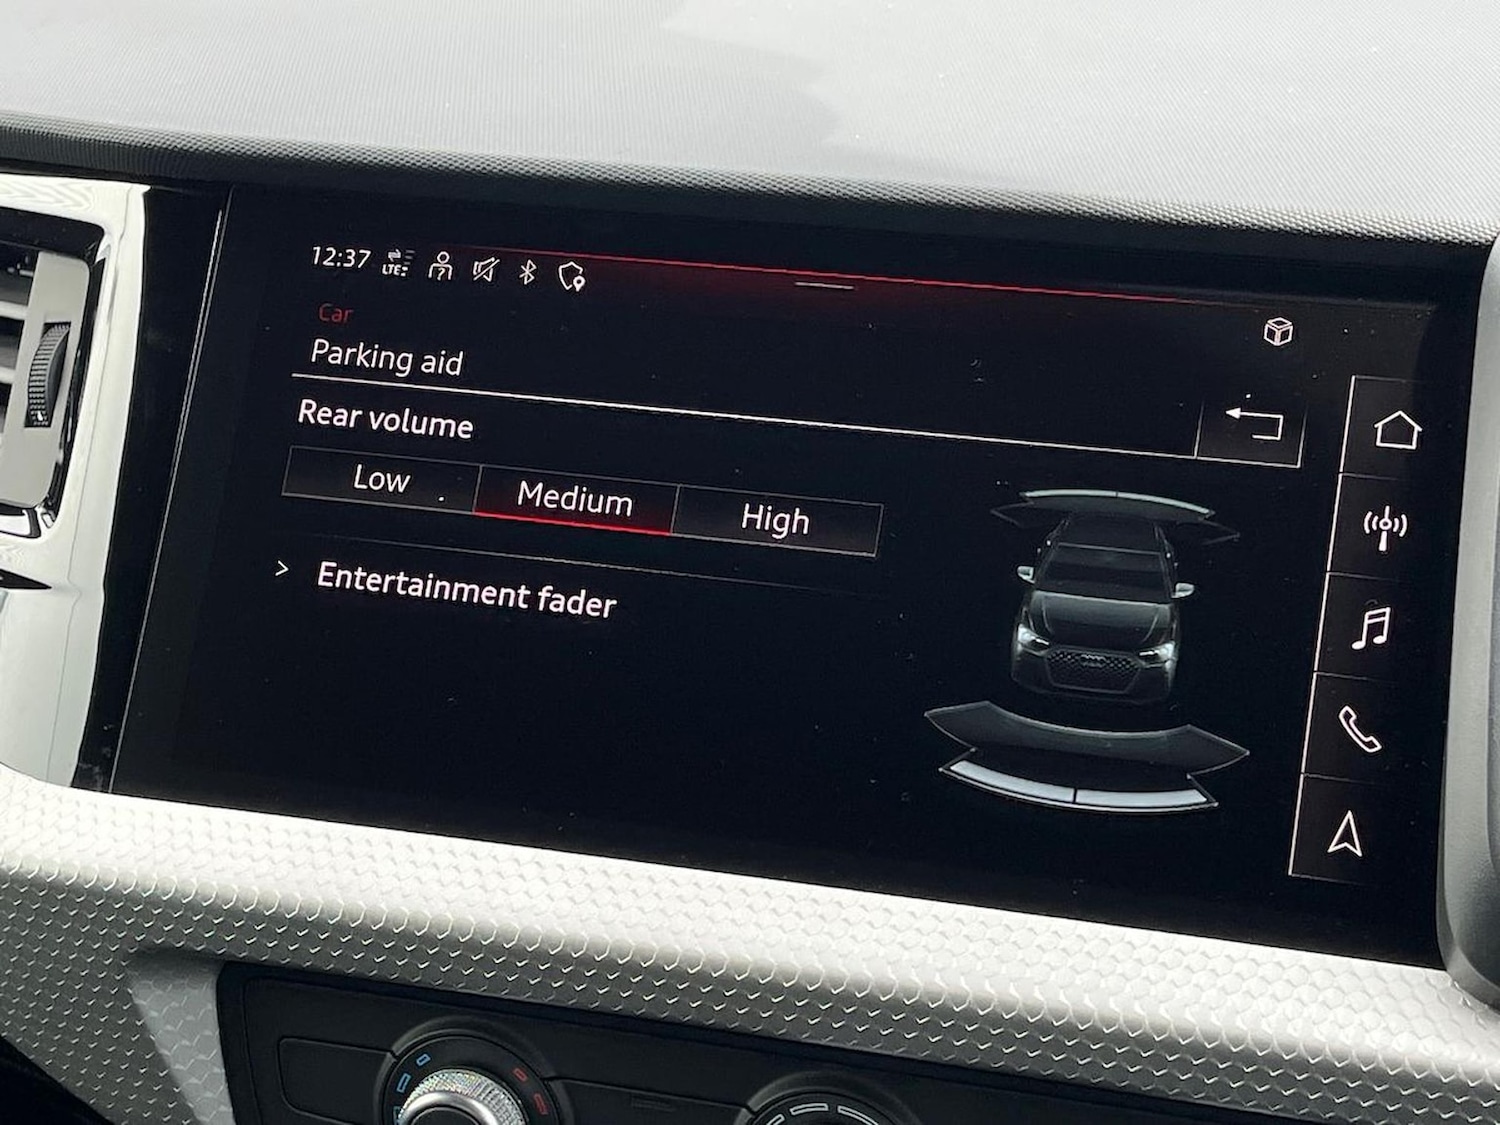 12:37
LTE
Car
Parking aid
Rear volume
Low Medium High
> Entertainment fader